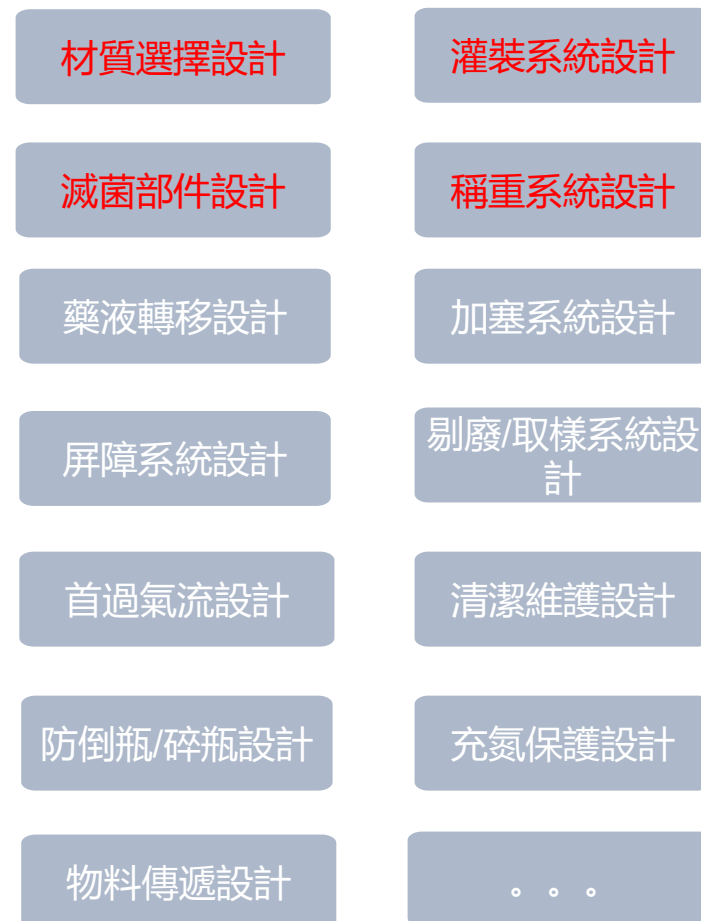 材質選擇設計
灌裝系統設計
滅菌部件設計
稱重系統設計
藥液轉移設計
加塞系統設計
屏障系統設計
剔廢/取樣系統設
計
首過氣流設計
清潔維護設計
防倒瓶/碎瓶設計
充氮保護設計
物料傳遞設計
。。。